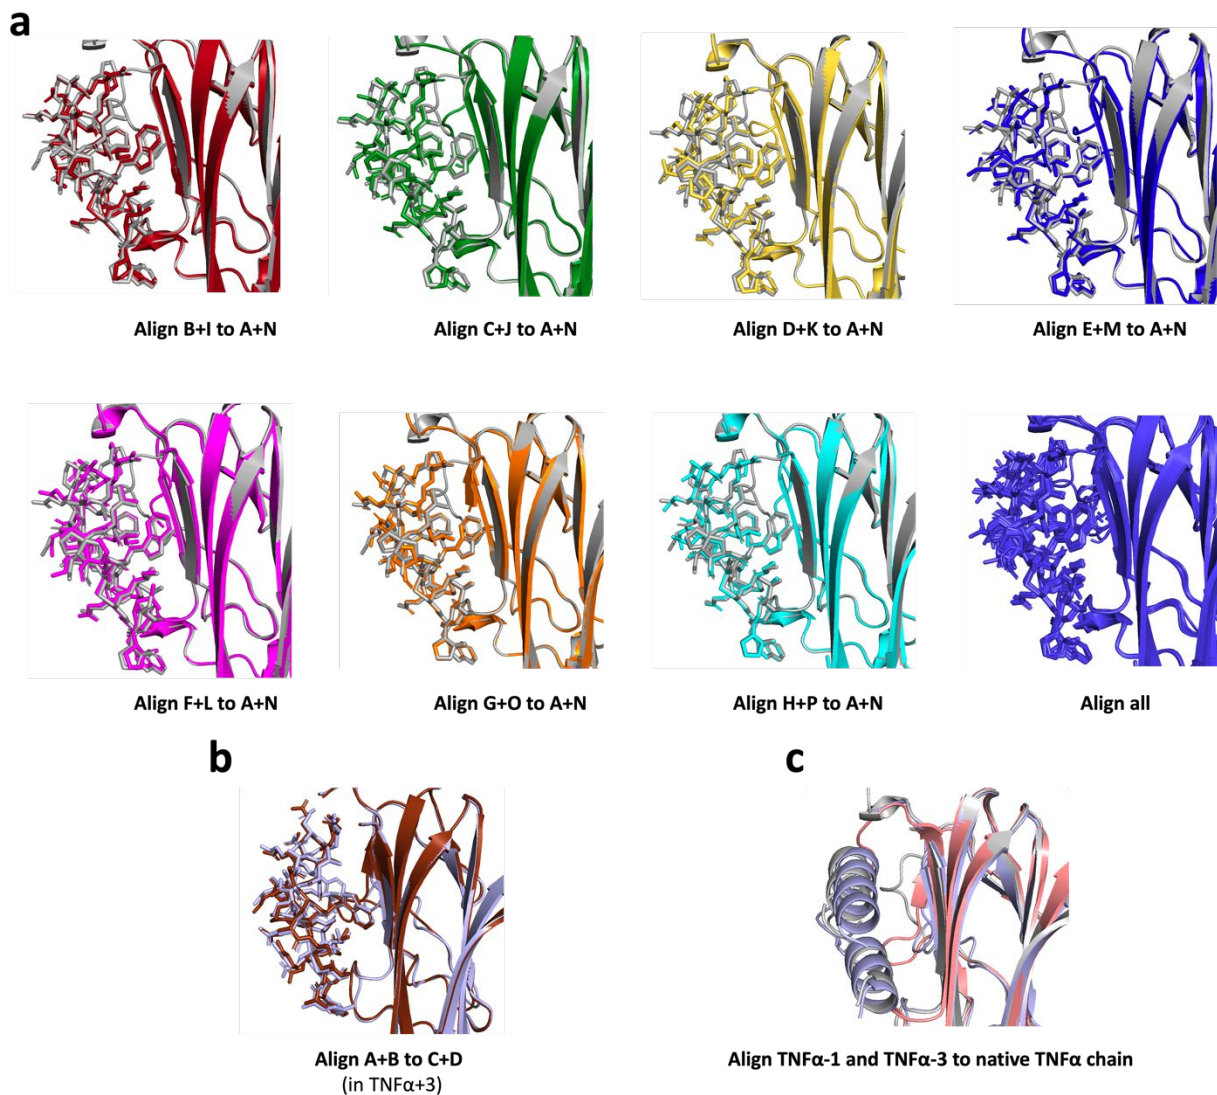 a
Align B+I to A+N
Align C+J to A+N
Align D+K to A+N
Align E+M to A+N
Align F+L to A+N
Align G+O to A+N
Align H+P to A+N
Align all
b
c
Align A+B to C+D
(in TNFα+3)
Align TNFα-1 and TNFα-3 to native TNFα chain